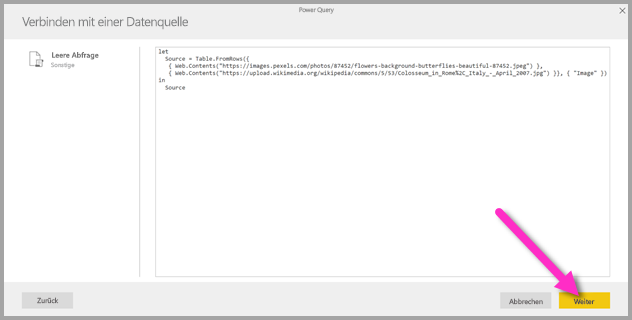 Power Query
Verbinden mit einer Datenquelle
Leere Abfrage
Sonstige
let
Source = Table.FromRows({
{ Web.Contents("https://images.pexels.com/photos/87452/flowers-background-butterflies-beautiful-87452.jpeg") },
{ Web.Contents("https://upload.wikimedia.org/wikipedia/commons/5/53/Colosseum_in_Rome%2C_Italy_-_April_2007.jpg") }}, { "Image" })
in
Source
Zurück
Abbrechen
Weiter